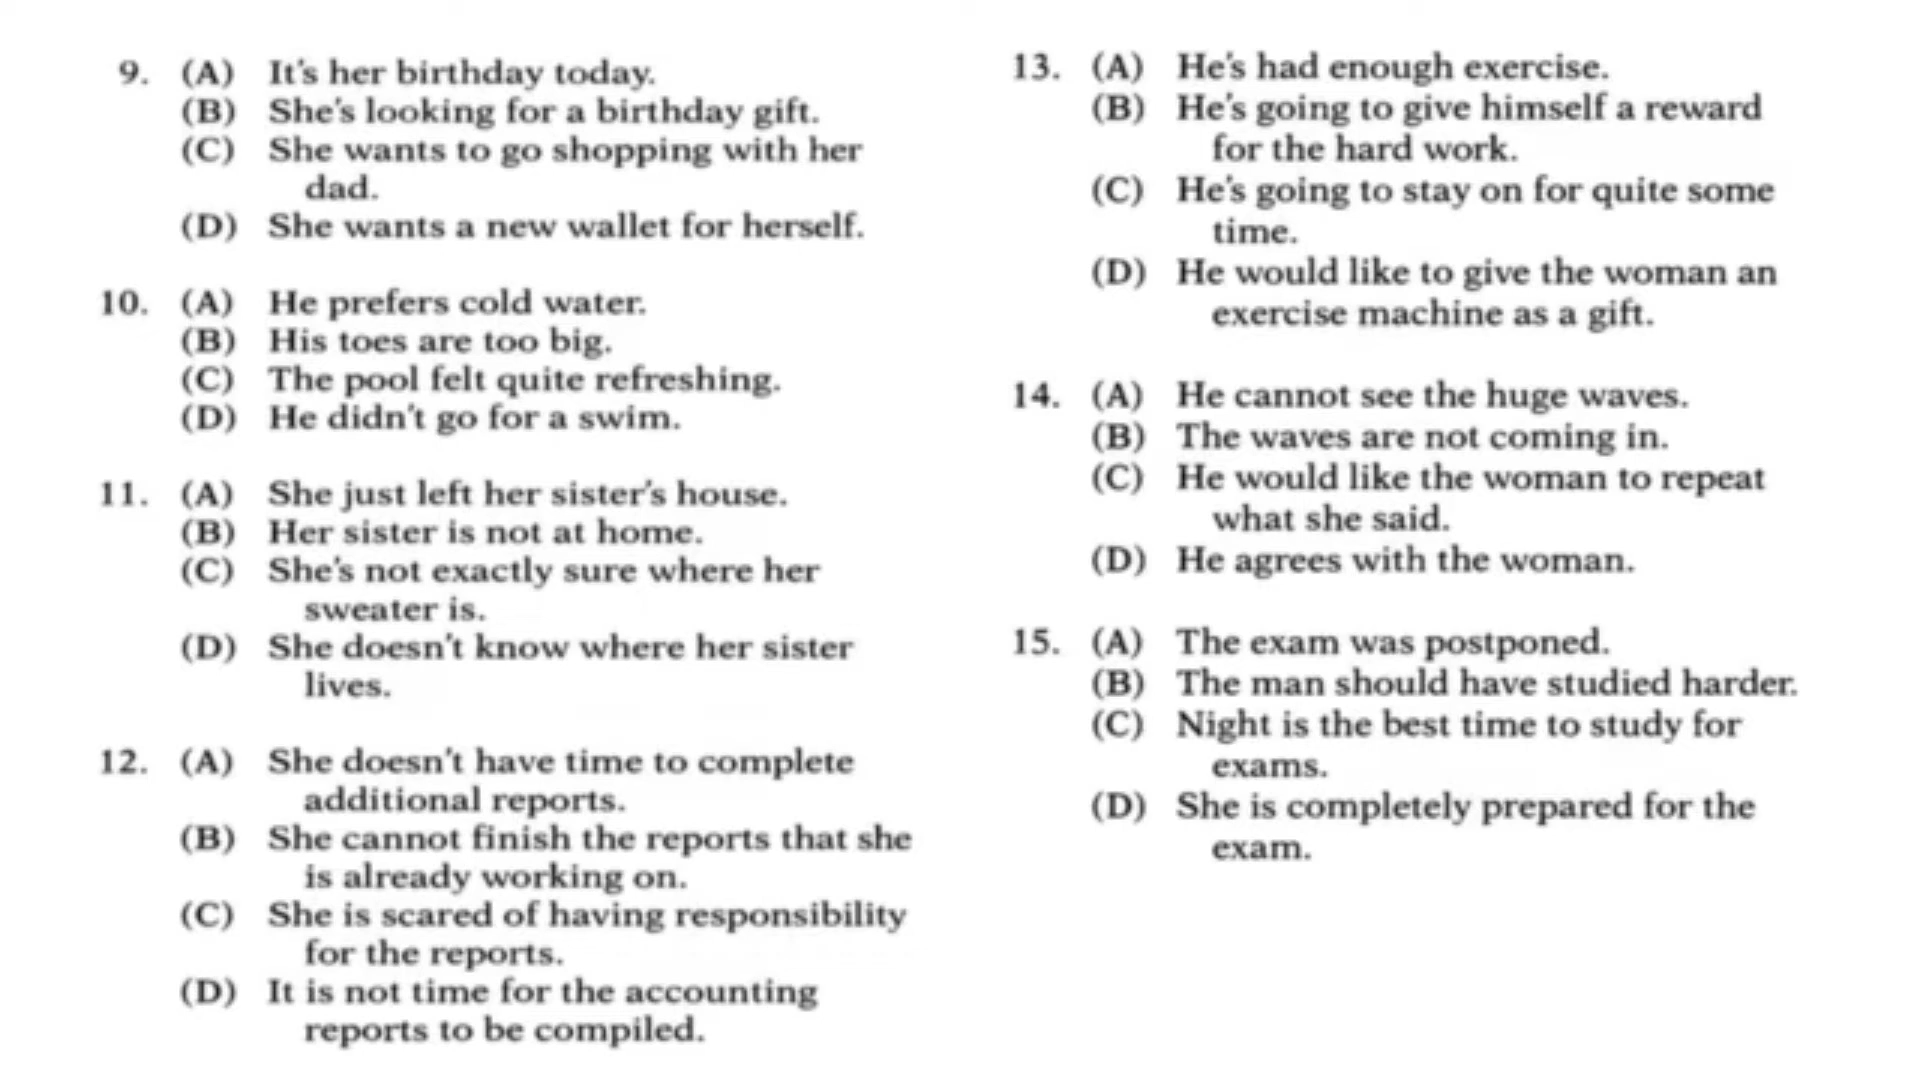 9. (A) It's her birthday today.
(B) She's looking for a birthday gift.
(C) She wants to go shopping with her
dad.
(D) She wants a new wallet for herself.
10. (A) He prefers cold water.
(B) His toes are too big.
(C) The pool felt quite refreshing.
(D) He didn't go for a swim.
11. (A) She just left her sister's house.
(B) Her sister is not at home.
(C) She's not exactly sure where her
sweater is.
(D) She doesn't know where her sister
lives.
12. (A) She doesn't have time to complete
additional reports.
(B) She cannot finish the reports that she
is already working on.
(C) She is scared of having responsibility
for the reports.
(D) It is not time for the accounting
reports to be compiled.
13. (A) He's had enough exercise.
(B) He's going to give himself a reward
for the hard work.
(C) He's going to stay on for quite some
time.
(D) He would like to give the woman an
exercise machine as a gift.
14. (A) He cannot see the huge waves.
(B) The waves are not coming in.
(C) He would like the woman to repeat
what she said.
(D) He agrees with the woman.
15. (A) The exam was postponed.
(B) The man should have studied harder.
(C) Night is the best time to study for
exams.
(D) She is completely prepared for the
exam.